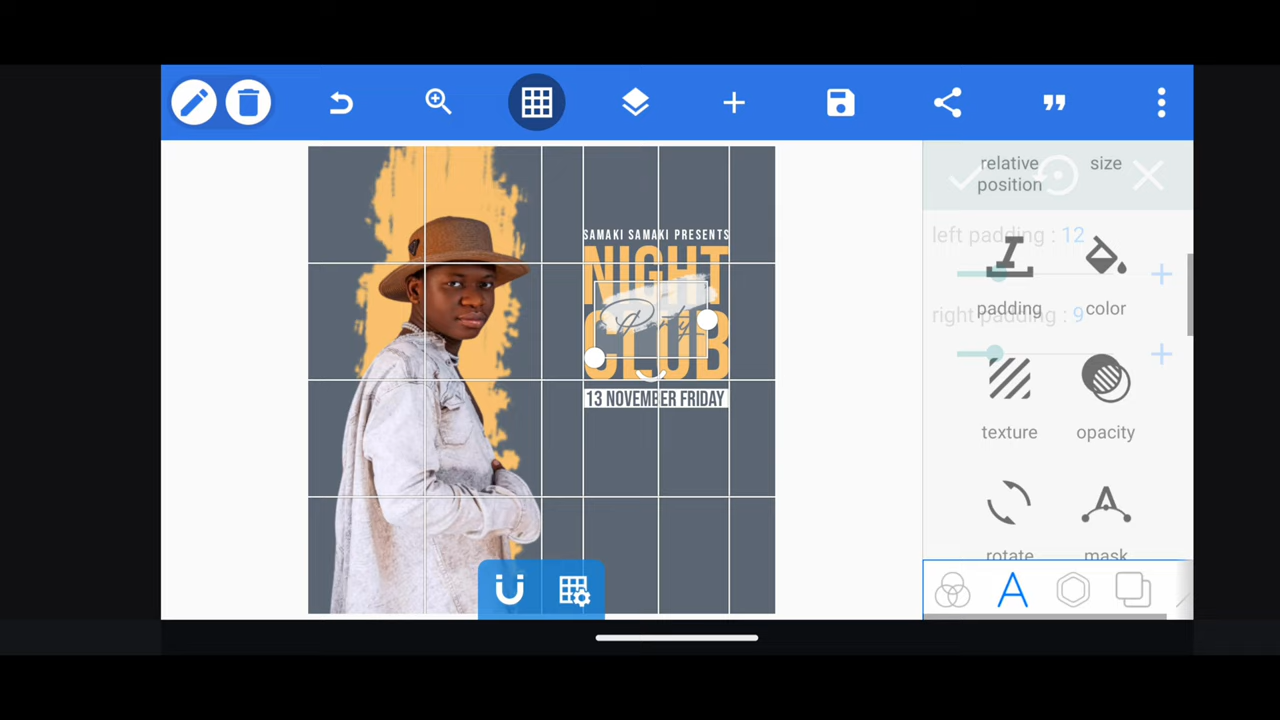 relative
position
size
left padding : 12
padding
color
right padding : 9
texture
opacity
rotate
mask
SAMAKI SAMAKI PRESENTS
NIGHT
Party
CLUB
13 NOVEMBER FRIDAY